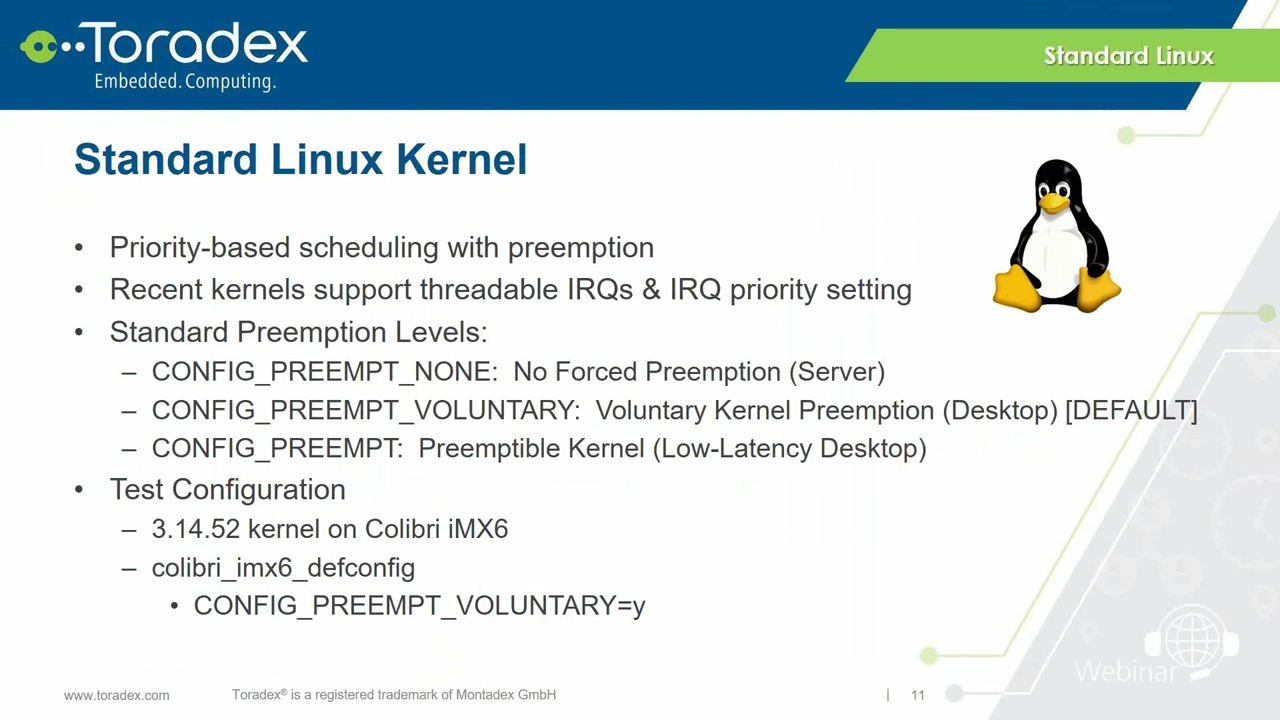 Toradex
Embedded.Computing.
Standard Linux
Standard Linux Kernel
• Priority-based scheduling with preemption
• Recent kernels support threadable IRQs & IRQ priority setting
• Standard Preemption Levels:
– CONFIG_PREEMPT_NONE: No Forced Preemption (Server)
– CONFIG_PREEMPT_VOLUNTARY: Voluntary Kernel Preemption (Desktop) [DEFAULT]
– CONFIG_PREEMPT: Preemptible Kernel (Low-Latency Desktop)
• Test Configuration
– 3.14.52 kernel on Colibri iMX6
– colibri_imx6_defconfig
• CONFIG_PREEMPT_VOLUNTARY=y
Webinar
www.toradex.com
Toradex® is a registered trademark of Montadex GmbH
| 11